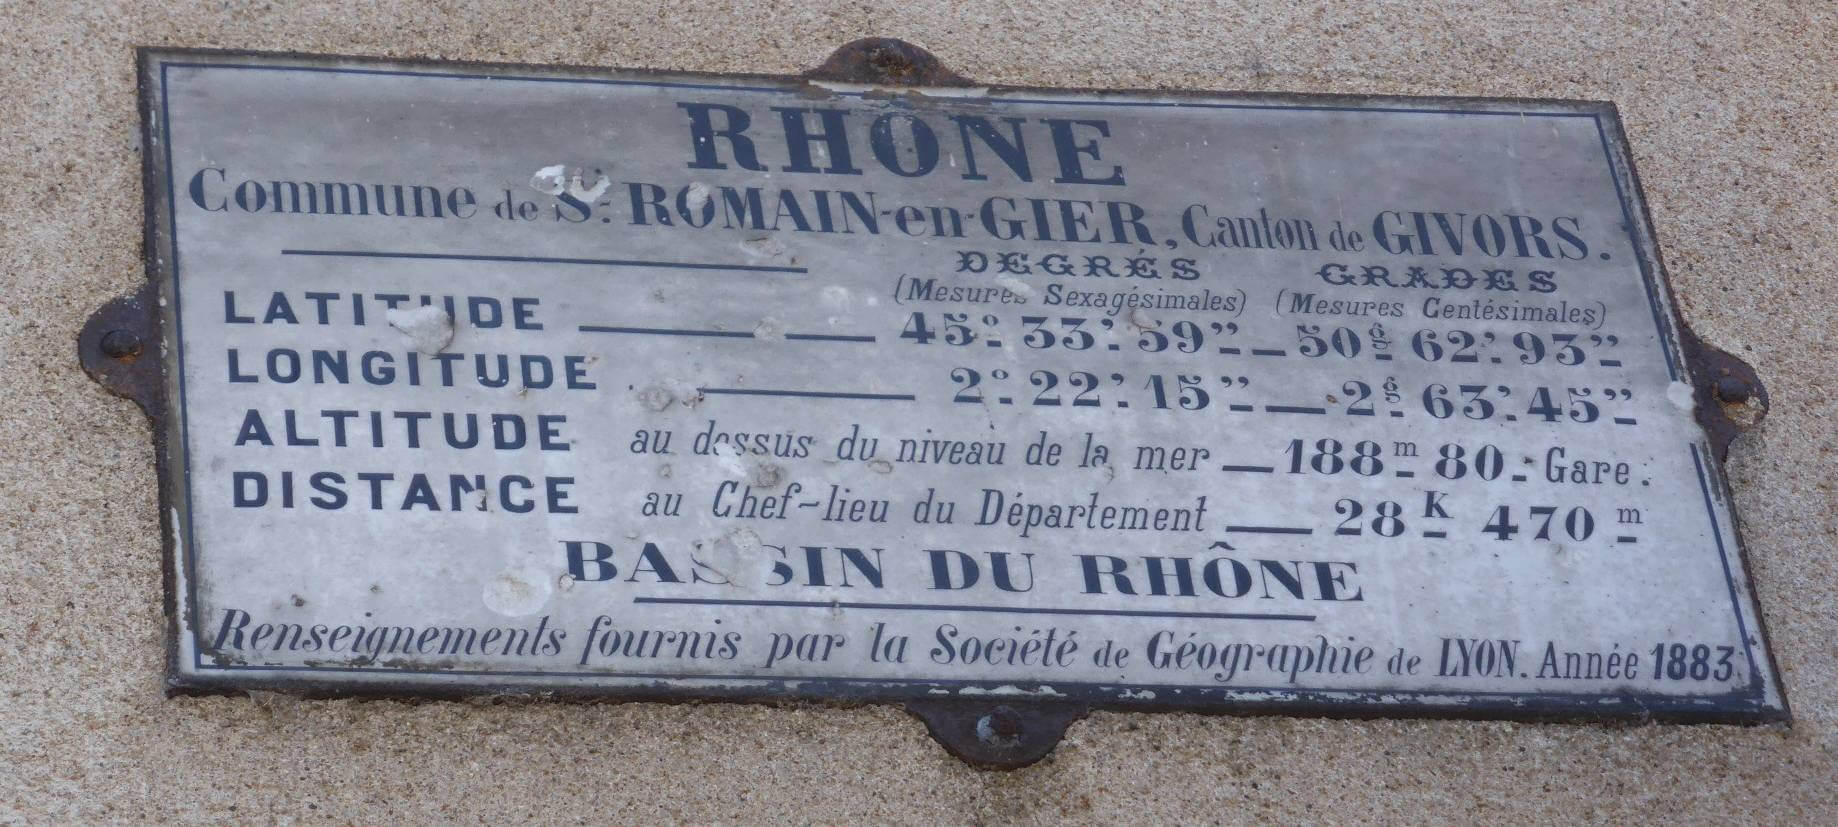 RHÔNE
Commune de St. ROMAIN-en-GIER, Canton de GIVORS.
DEGRÉS GRADES
(Mesures Sexagésimales) (Mesures Centésimales)
LATITUDE — 45°. 33'. 59" — 50g. 62'. 93"
LONGITUDE — 2°. 22'. 15" — 2g. 63'. 45"
ALTITUDE au dessus du niveau de la mer — 188m. 80 - Gare.
DISTANCE au Chef-lieu du Département — 28K 470m
BASSIN DU RHÔNE
Renseignements fournis par la Société de Géographie de LYON. Année 1883